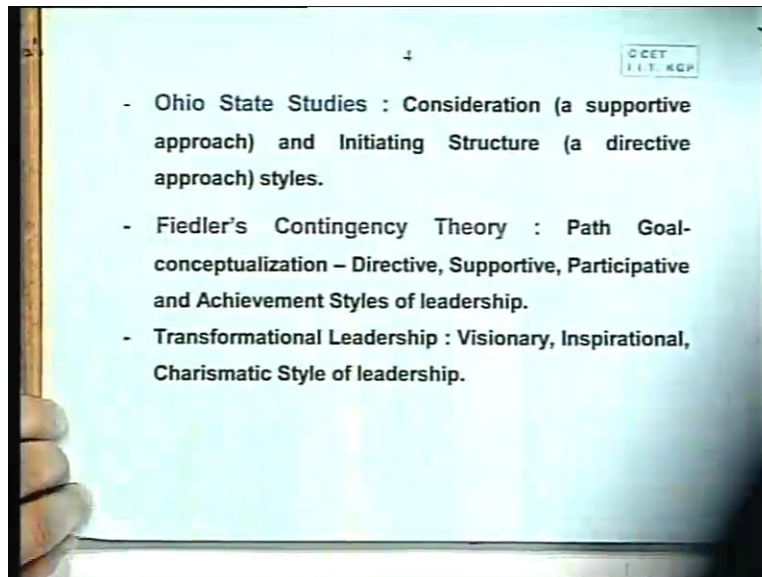 4
CCET
I.I.T. KGP
- Ohio State Studies : Consideration (a supportive
approach) and Initiating Structure (a directive
approach) styles.
- Fiedler's Contingency Theory : Path Goal-
conceptualization – Directive, Supportive, Participative
and Achievement Styles of leadership.
- Transformational Leadership : Visionary, Inspirational,
Charismatic Style of leadership.